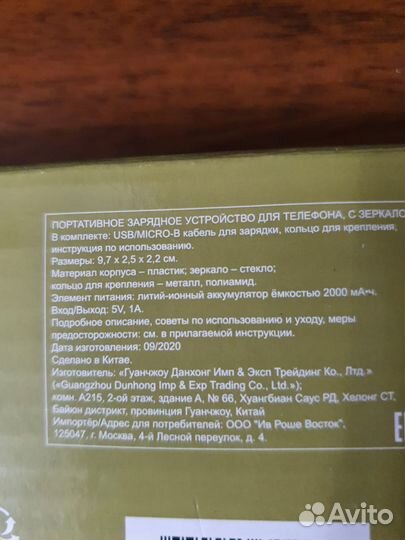 ПОРТАТИВНОЕ ЗАРЯДНОЕ УСТРОЙСТВО ДЛЯ ТЕЛЕФОНА, С ЗЕРКАЛО
В комплекте: USB/MICRO-B кабель для зарядки, кольцо для крепления,
инструкция по использованию.
Размеры: 9,7 х 2,5 х 2,2 см.
Материал корпуса – пластик; зеркало – стекло;
кольцо для крепления – металл, полиамид.
Элемент питания: литий-ионный аккумулятор ёмкостью 2000 мА•ч.
Вход/Выход: 5V, 1A.
Подробное описание, советы по использованию и уходу, меры
предосторожности: см. в прилагаемой инструкции.
Дата изготовления: 09/2020
Сделано в Китае.
Изготовитель: «Гуанчжоу Данхонг Имп & Эксп Трейдинг Ко., Лтд.»
(«Guangzhou Dunhong Imp & Exp Trading Co., Ltd.»);
комн. А215, 2-ой этаж, здание А, № 66, Хуангбиан Саус РД, Хелонг СТ,
Байюн дистрикт, провинция Гуанчжоу, Китай
Импортёр/Адрес для претензий: ООО "Ив Роше Восток",
125047, г. Москва, 4-й Лесной переулок, д. 4.
Avito